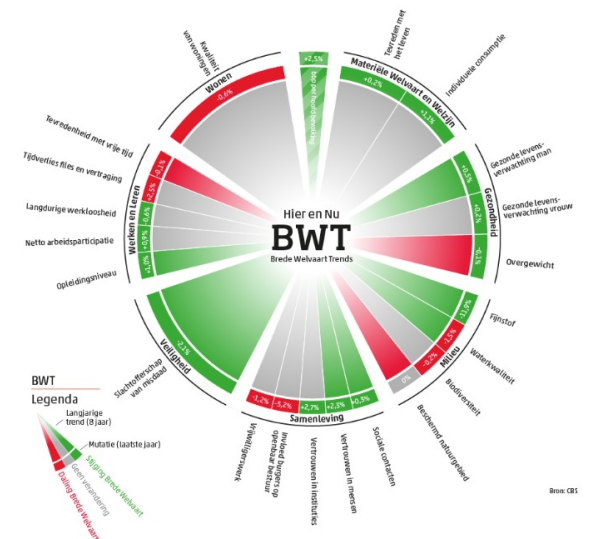 Hier en Nu
BWT
Brede Welvaart Trends
+2,5%
bbp per hoofd bevolking
Materiële Welvaart en Welzijn
Tevreden met
het leven
+0,2%
Individuele consumptie
+1,1%
Gezondheid
Gezonde levens-
verwachting man
+0,5%
Gezonde levens-
verwachting vrouw
+0,2%
Overgewicht
-0,1%
Milieu
Fijnstof
-11,9%
Waterkwaliteit
-1,5%
Biodiversiteit
-0,2%
Beschermd natuurgebied
0%
Samenleving
Sociale contacten
+0,3%
Vertrouwen in mensen
+2,3%
Vertrouwen in instituties
+2,7%
Invloed burgers op
openbaar bestuur
-5,2%
Vrijwilligerswerk
-1,2%
Veiligheid
Slachtofferschap
van misdaad
-2,1%
Werken en Leren
Opleidingsniveau
+1,0%
Netto arbeidsparticipatie
+0,9%
Langdurige werkloosheid
-0,6%
Tijdverlies files en vertraging
+2,5%
Tevredenheid met vrije tijd
-0,1%
Wonen
Kwaliteit
van woningen
-0,6%
BWT
Legenda
Langjarige
trend (8 jaar)
Mutatie (laatste jaar)
Stijging Brede Welvaart
Geen verandering
Daling Brede Welvaart
Bron: CBS